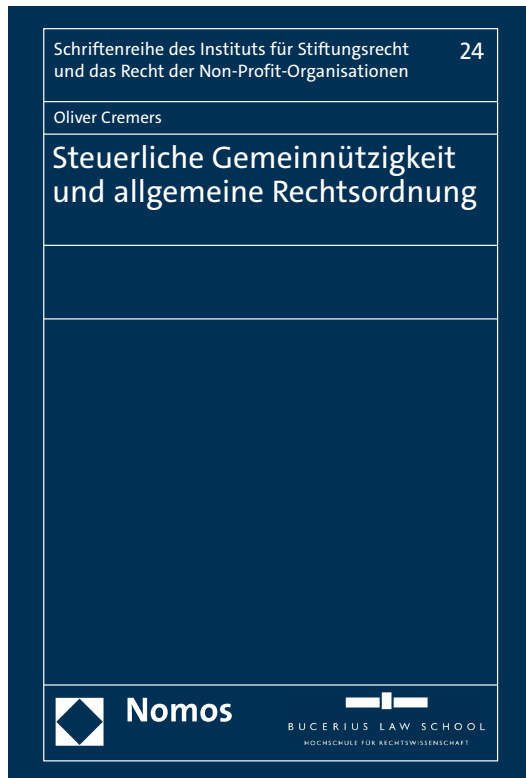 Schriftenreihe des Instituts für Stiftungsrecht
und das Recht der Non-Profit-Organisationen
24
Oliver Cremers
Steuerliche Gemeinnützigkeit
und allgemeine Rechtsordnung
Nomos
BUCERIUS LAW SCHOOL
HOCHSCHULE FÜR RECHTSWISSENSCHAFT